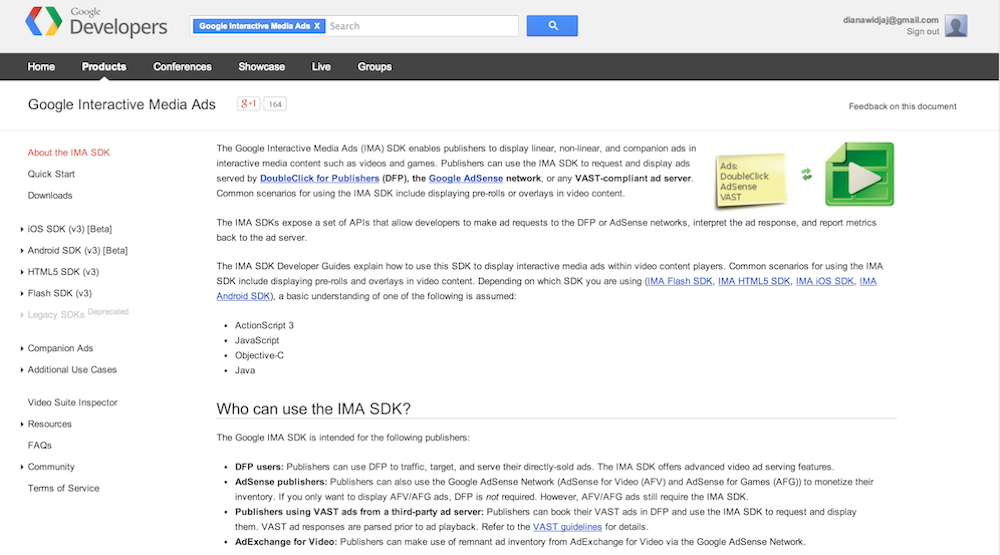 Google
Developers
Google Interactive Media Ads X Search
dianawidjaj@gmail.com
Sign out
Home Products Conferences Showcase Live Groups
Google Interactive Media Ads g+1 164
Feedback on this document
About the IMA SDK
Quick Start
Downloads
iOS SDK (v3) [Beta]
Android SDK (v3) [Beta]
HTML5 SDK (v3)
Flash SDK (v3)
Legacy SDKs Deprecated
Companion Ads
Additional Use Cases
Video Suite Inspector
Resources
FAQs
Community
Terms of Service
The Google Interactive Media Ads (IMA) SDK enables publishers to display linear, non-linear, and companion ads in
interactive media content such as videos and games. Publishers can use the IMA SDK to request and display ads
served by DoubleClick for Publishers (DFP), the Google AdSense network, or any VAST-compliant ad server.
Common scenarios for using the IMA SDK include displaying pre-rolls or overlays in video content.
Ads:
DoubleClick
AdSense
VAST
The IMA SDKs expose a set of APIs that allow developers to make ad requests to the DFP or AdSense networks, interpret the ad response, and report metrics
back to the ad server.
The IMA SDK Developer Guides explain how to use this SDK to display interactive media ads within video content players. Common scenarios for using the IMA
SDK include displaying pre-rolls and overlays in video content. Depending on which SDK you are using (IMA Flash SDK, IMA HTML5 SDK, IMA iOS SDK, IMA
Android SDK), a basic understanding of one of the following is assumed:
• ActionScript 3
• JavaScript
• Objective-C
• Java
Who can use the IMA SDK?
The Google IMA SDK is intended for the following publishers:
• DFP users: Publishers can use DFP to traffic, target, and serve their directly-sold ads. The IMA SDK offers advanced video ad serving features.
• AdSense publishers: Publishers can also use the Google AdSense Network (AdSense for Video (AFV) and AdSense for Games (AFG)) to monetize their
inventory. If you only want to display AFV/AFG ads, DFP is not required. However, AFV/AFG ads still require the IMA SDK.
• Publishers using VAST ads from a third-party ad server: Publishers can book their VAST ads in DFP and use the IMA SDK to request and display
them. VAST ad responses are parsed prior to ad playback. Refer to the VAST guidelines for details.
• AdExchange for Video: Publishers can make use of remnant ad inventory from AdExchange for Video via the Google AdSense Network.